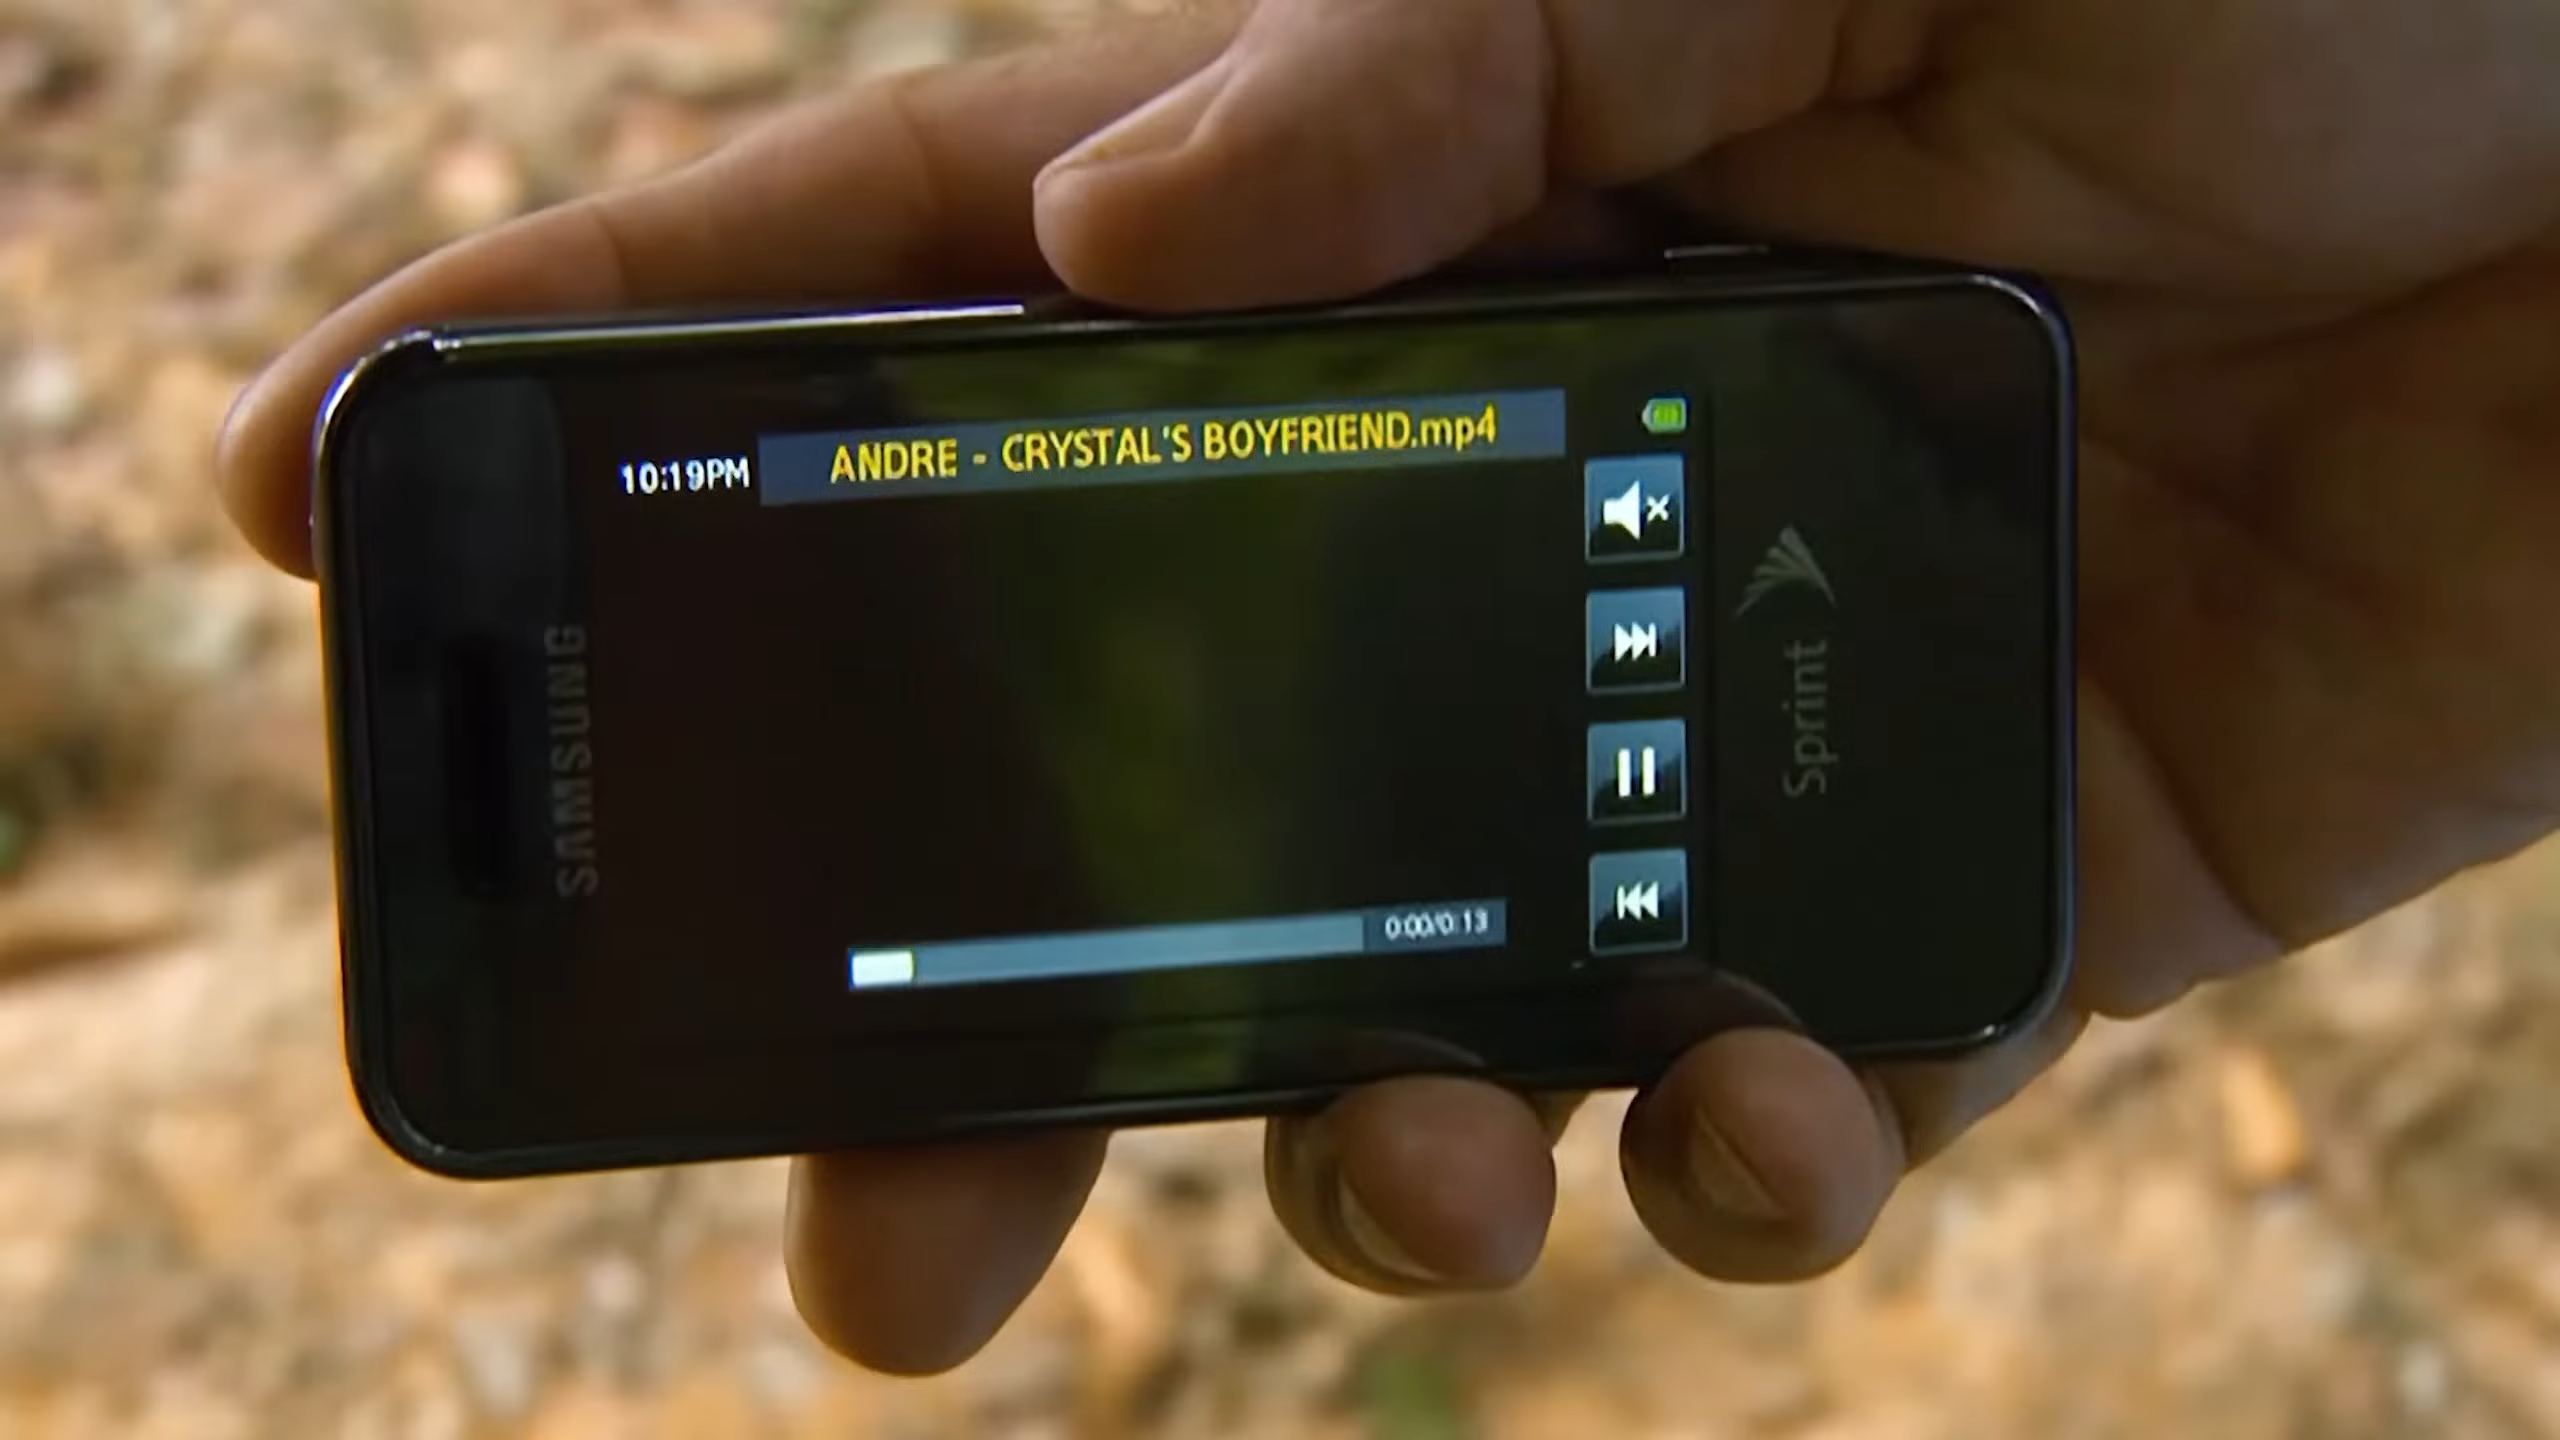 10:19PM
ANDRE - CRYSTAL'S BOYFRIEND.mp4
SAMSUNG
Sprint
0:00/0:13